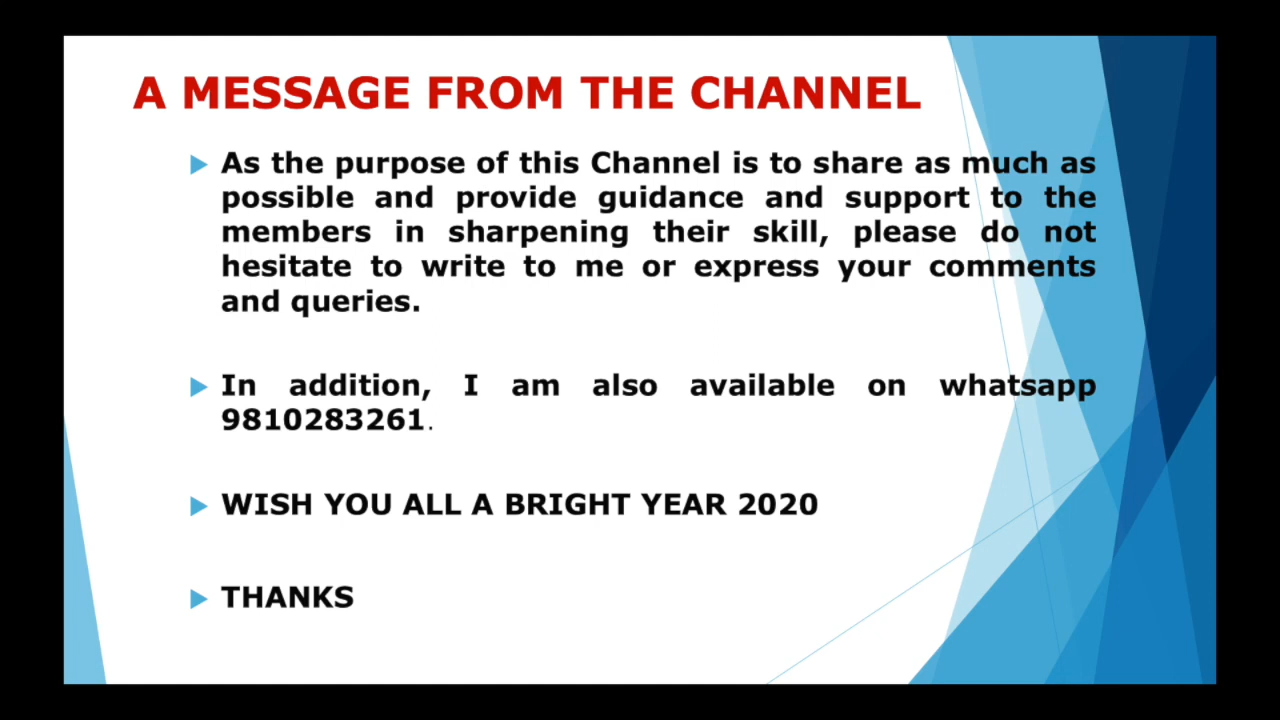 A MESSAGE FROM THE CHANNEL
As the purpose of this Channel is to share as much as
possible and provide guidance and support to the
members in sharpening their skill, please do not
hesitate to write to me or express your comments
and queries.
In addition, I am also available on whatsapp
9810283261.
WISH YOU ALL A BRIGHT YEAR 2020
THANKS